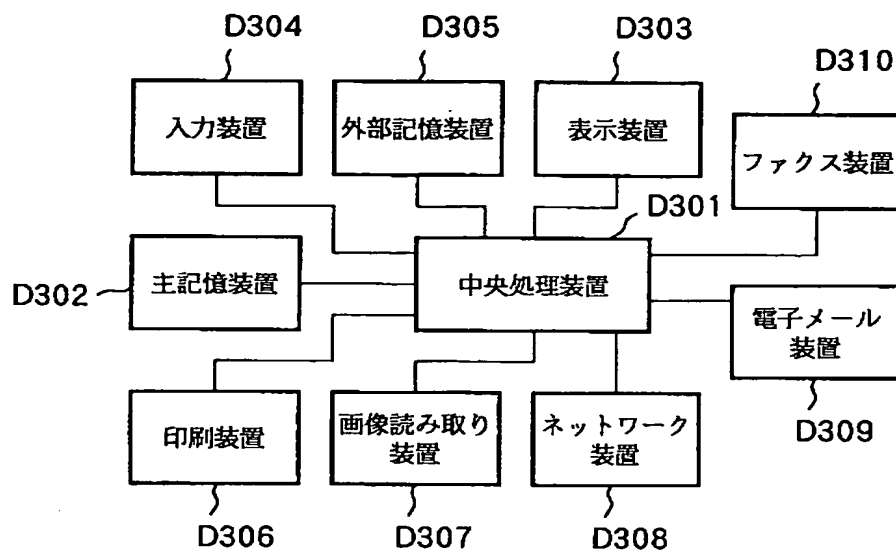 D304
D305
D303
D310
入力装置
外部記憶装置
表示装置
ファクス装置
D301
D302
主記憶装置
中央処理装置
電子メール
装置
D309
印刷装置
画像読み取り
装置
ネットワーク
装置
D306
D307
D308